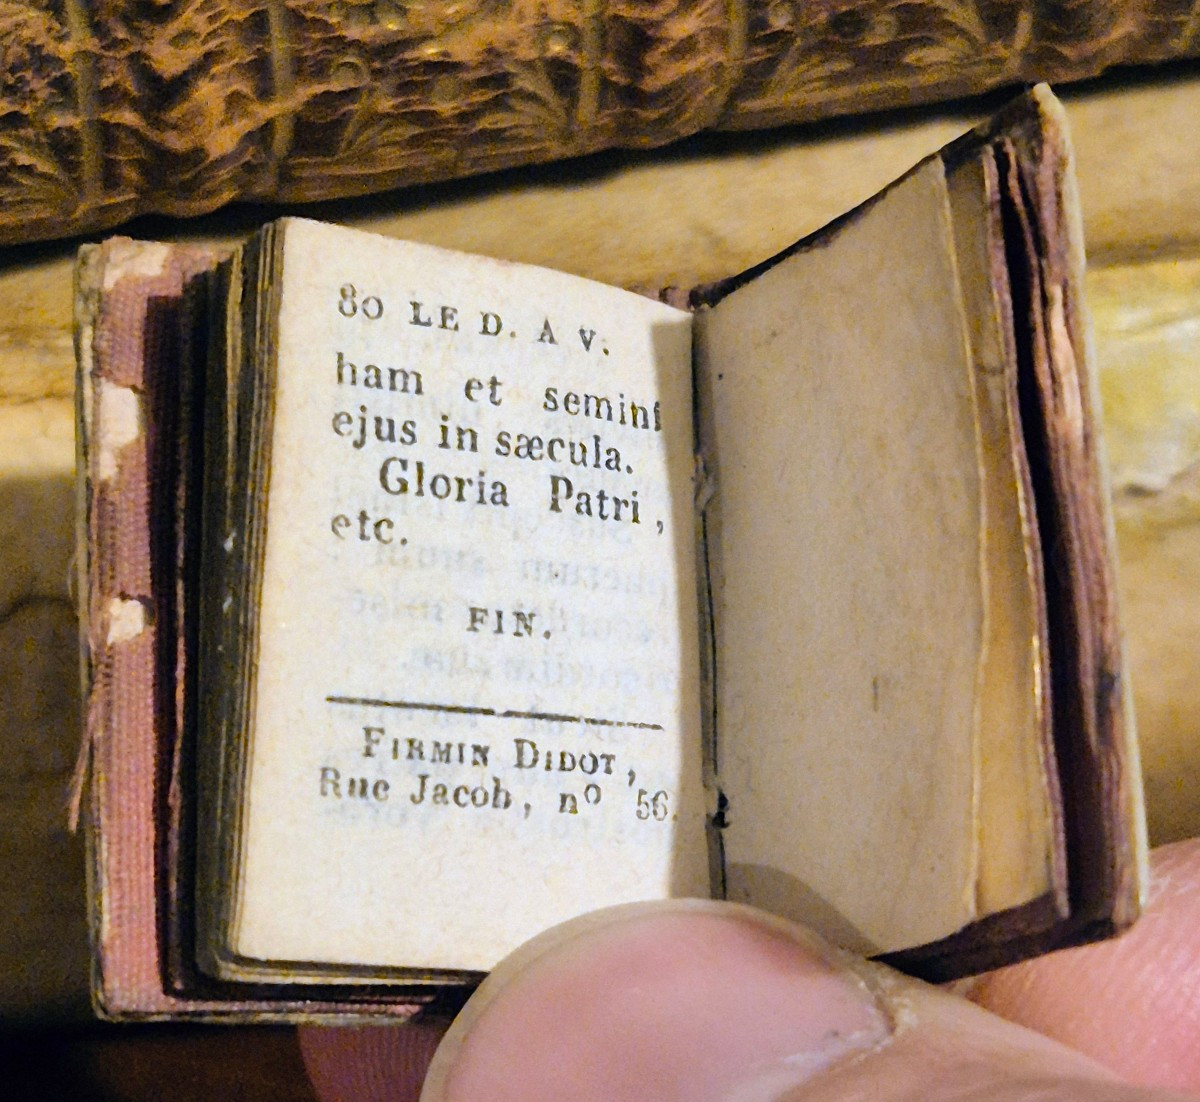 80 LE D. A V.
ham et semini
ejus in sæcula.
Gloria Patri,
etc.
FIN.
FIRMIN DIDOT,
Rue Jacob, nº 56.